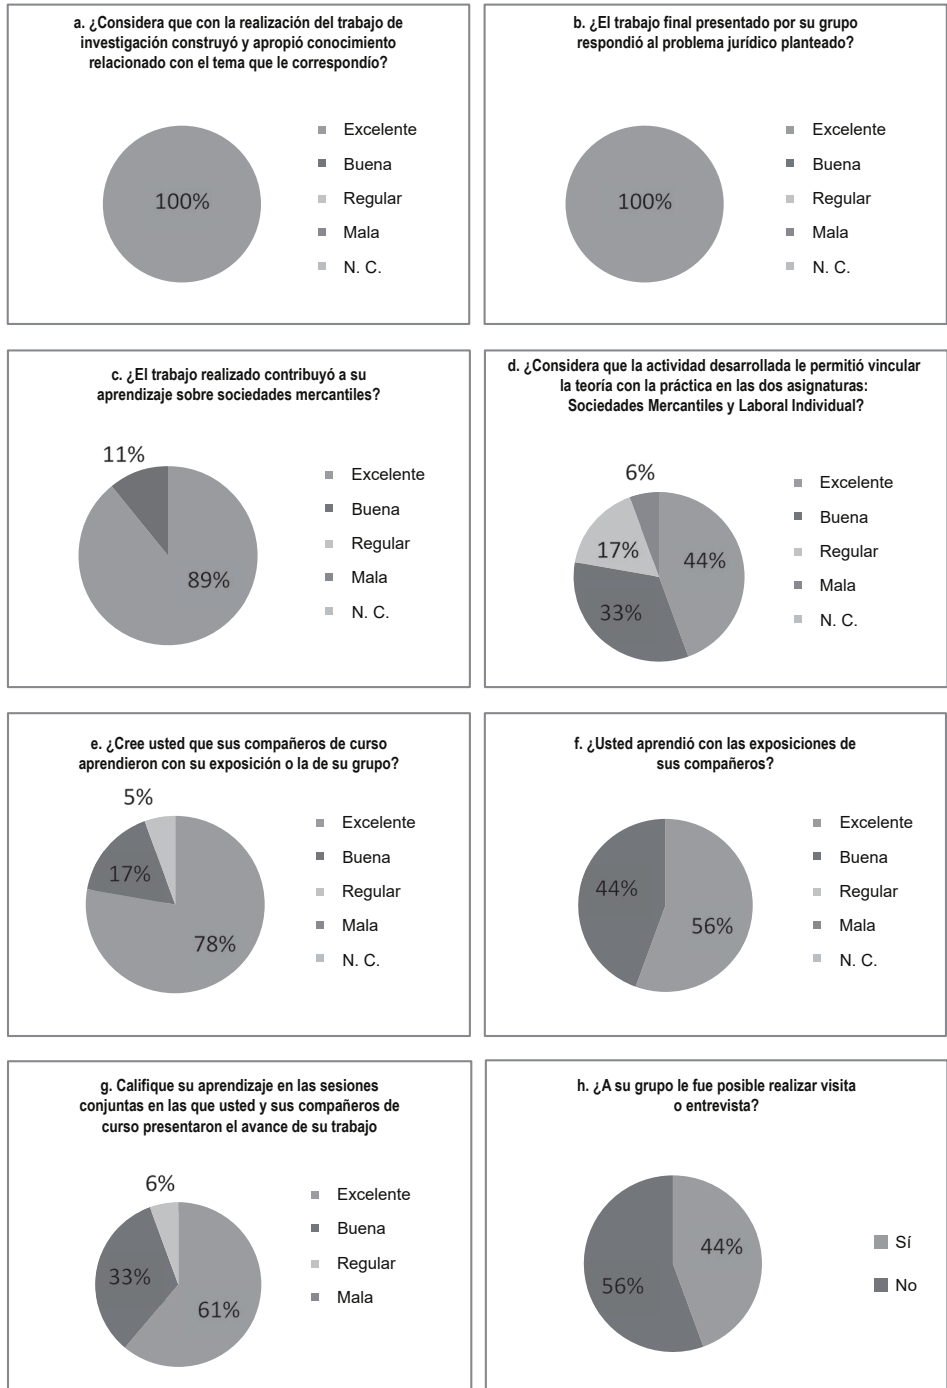 a. ¿Considera que con la realización del trabajo de
investigación construyó y apropió conocimiento
relacionado con el tema que le correspondío?
100%
Excelente
Buena
Regular
Mala
N. C.
b. ¿El trabajo final presentado por su grupo
respondió al problema jurídico planteado?
100%
Excelente
Buena
Regular
Mala
N. C.
c. ¿El trabajo realizado contribuyó a su
aprendizaje sobre sociedades mercantiles?
11%
89%
Excelente
Buena
Regular
Mala
N. C.
d. ¿Considera que la actividad desarrollada le permitió vincular
la teoría con la práctica en las dos asignaturas:
Sociedades Mercantiles y Laboral Individual?
6%
17%
44%
33%
Excelente
Buena
Regular
Mala
N. C.
e. ¿Cree usted que sus compañeros de curso
aprendieron con su exposición o la de su grupo?
5%
17%
78%
Excelente
Buena
Regular
Mala
N. C.
f. ¿Usted aprendió con las exposiciones de
sus compañeros?
44%
56%
Excelente
Buena
Regular
Mala
N. C.
g. Califique su aprendizaje en las sesiones
conjuntas en las que usted y sus compañeros de
curso presentaron el avance de su trabajo
6%
33%
61%
Excelente
Buena
Regular
Mala
h. ¿A su grupo le fue posible realizar visita
o entrevista?
44%
56%
Sí
No